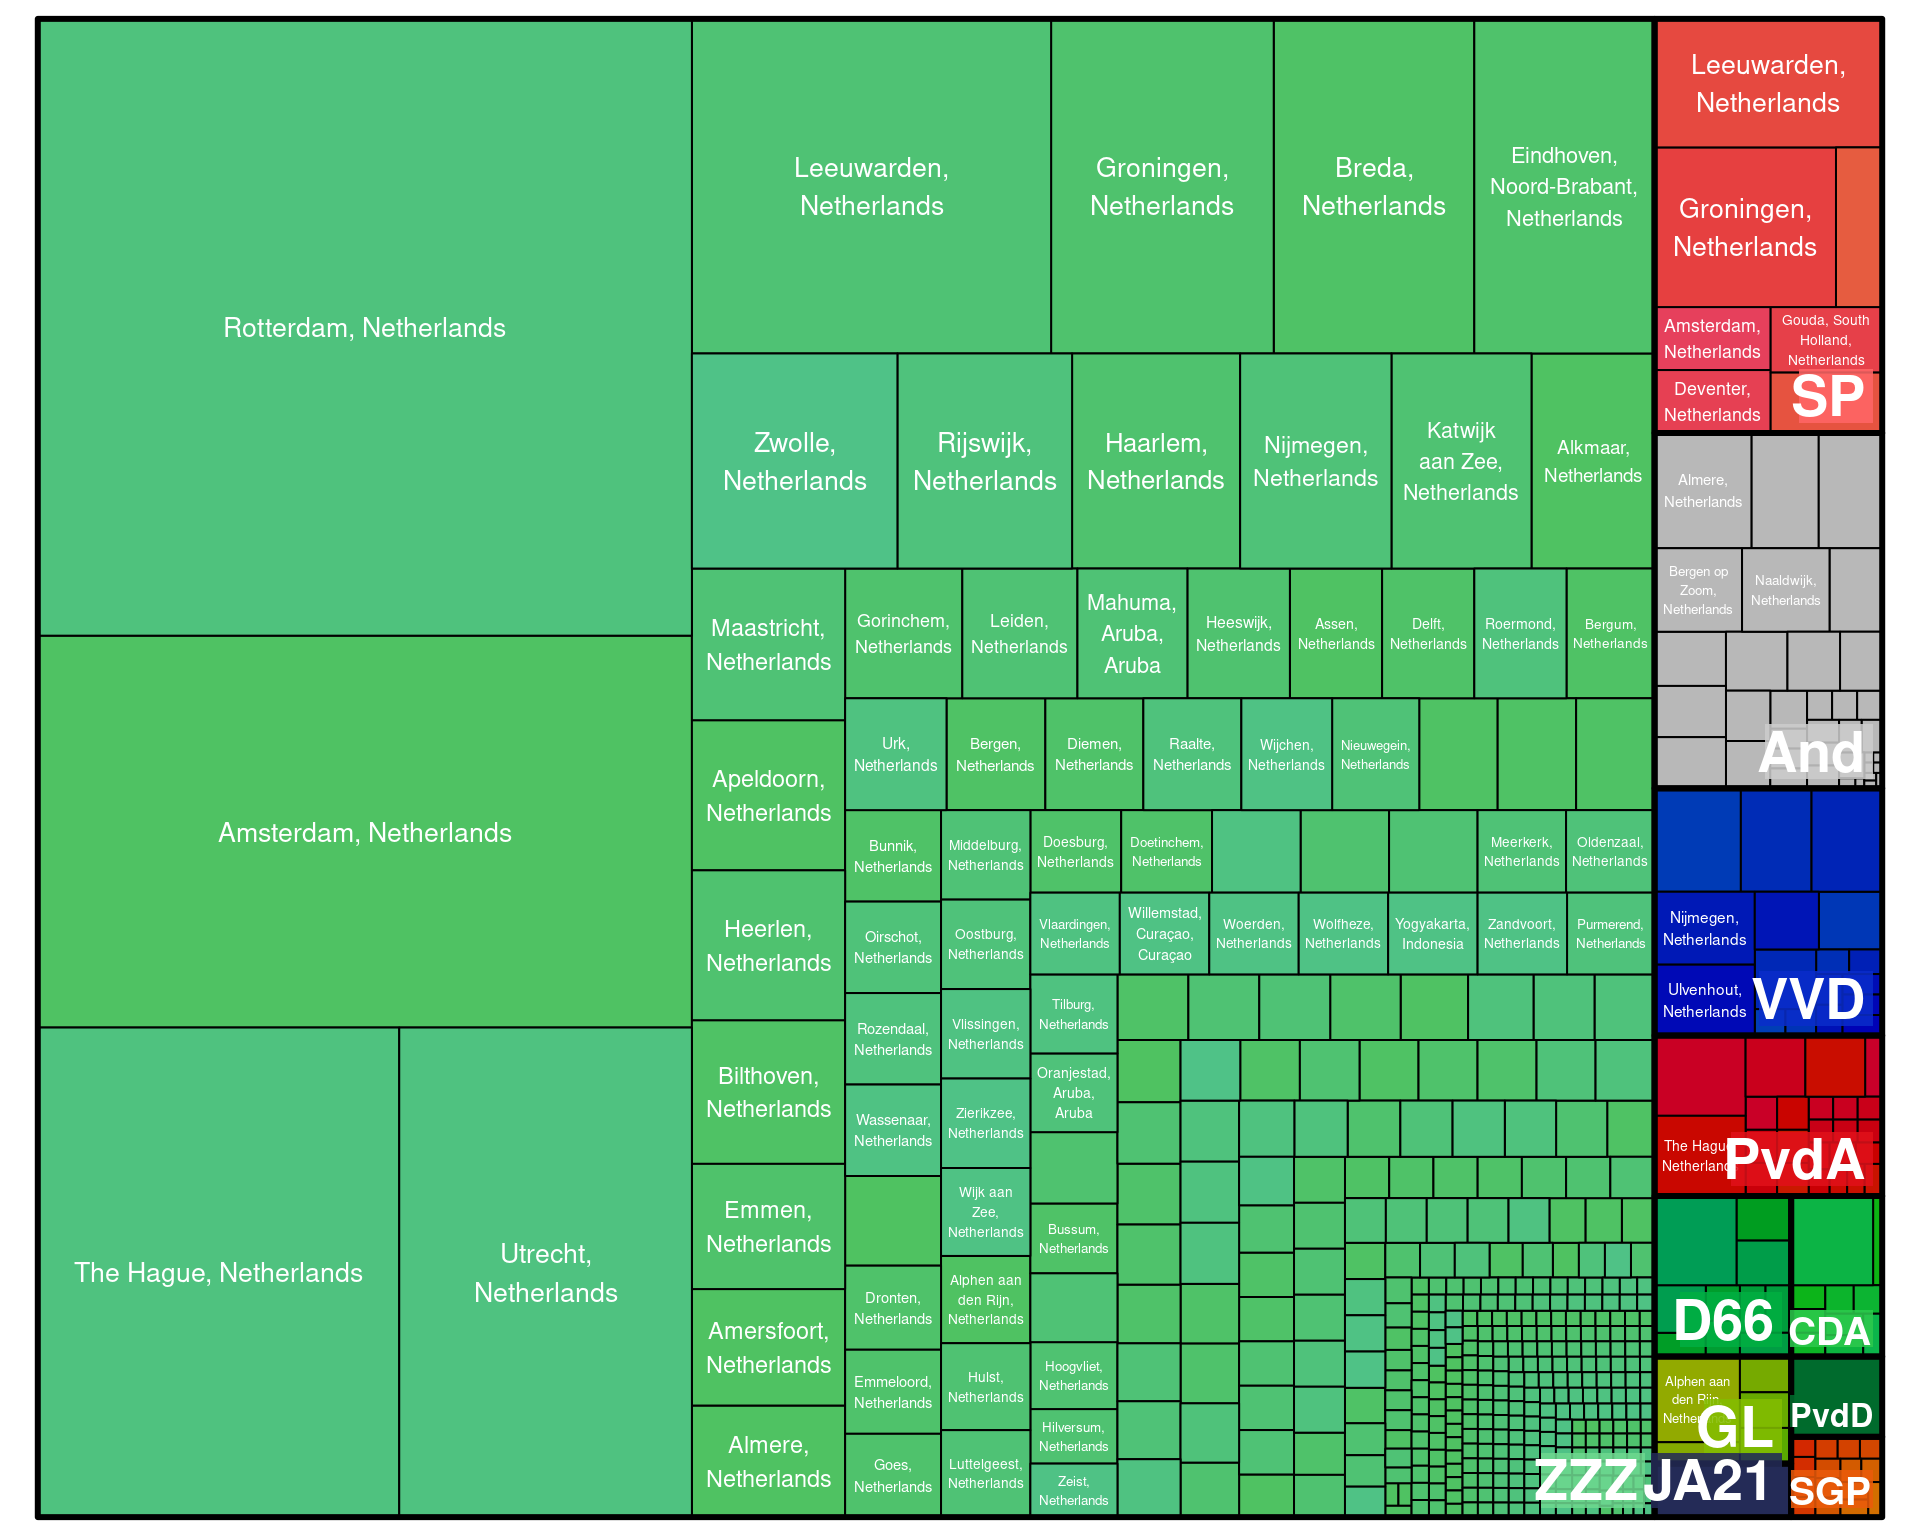 Rotterdam, Netherlands
Amsterdam, Netherlands
The Hague, Netherlands
Utrecht,
Netherlands
Leeuwarden,
Netherlands
Groningen,
Netherlands
Breda,
Netherlands
Eindhoven,
Noord-Brabant,
Netherlands
Zwolle,
Netherlands
Rijswijk,
Netherlands
Haarlem,
Netherlands
Nijmegen,
Netherlands
Katwijk
aan Zee,
Netherlands
Alkmaar,
Netherlands
Maastricht,
Netherlands
Apeldoorn,
Netherlands
Heerlen,
Netherlands
Bilthoven,
Netherlands
Emmen,
Netherlands
Amersfoort,
Netherlands
Almere,
Netherlands
Gorinchem,
Netherlands
Leiden,
Netherlands
Mahuma,
Aruba,
Aruba
Heeswijk,
Netherlands
Assen,
Netherlands
Delft,
Netherlands
Roermond,
Netherlands
Bergum,
Netherlands
Urk,
Netherlands
Bergen,
Netherlands
Diemen,
Netherlands
Raalte,
Netherlands
Wijchen,
Netherlands
Nieuwegein,
Netherlands
Bunnik,
Netherlands
Oirschot,
Netherlands
Rozendaal,
Netherlands
Wassenaar,
Netherlands
Dronten,
Netherlands
Emmeloord,
Netherlands
Goes,
Netherlands
Middelburg,
Netherlands
Oostburg,
Netherlands
Vlissingen,
Netherlands
Zierikzee,
Netherlands
Wijk aan
Zee,
Netherlands
Alphen aan
den Rijn,
Netherlands
Hulst,
Netherlands
Luttelgeest,
Netherlands
Doesburg,
Netherlands
Doetinchem,
Netherlands
Meerkerk,
Netherlands
Oldenzaal,
Netherlands
Vlaardingen,
Netherlands
Willemstad,
Curaçao,
Curaçao
Woerden,
Netherlands
Wolfheze,
Netherlands
Yogyakarta,
Indonesia
Zandvoort,
Netherlands
Purmerend,
Netherlands
Tilburg,
Netherlands
Oranjestad,
Aruba,
Aruba
Bussum,
Netherlands
Hoogvliet,
Netherlands
Hilversum,
Netherlands
Zeist,
Netherlands
ZZZ
Leeuwarden,
Netherlands
Groningen,
Netherlands
Amsterdam,
Netherlands
Gouda, South
Holland,
Netherlands
Deventer,
Netherlands
SP
Almere,
Netherlands
Bergen op
Zoom,
Netherlands
Naaldwijk,
Netherlands
And
Nijmegen,
Netherlands
Ulvenhout,
Netherlands
VVD
The
PvdA
D66
CDA
Alphen aan
den
GL
PvdD
JA21
SGP